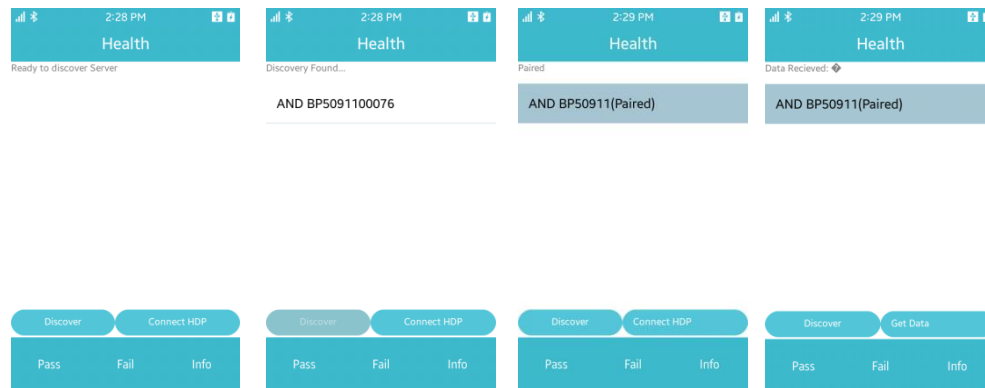 2:28 PM
Health
Ready to discover Server
Discover
Connect HDP
Pass
Fail
Info
2:28 PM
Health
Discovery Found...
AND BP5091100076
Discover
Connect HDP
Pass
Fail
Info
2:29 PM
Health
Paired
AND BP50911(Paired)
Discover
Connect HDP
Pass
Fail
Info
2:29 PM
Health
Data Recieved: �
AND BP50911(Paired)
Discover
Get Data
Pass
Fail
Info